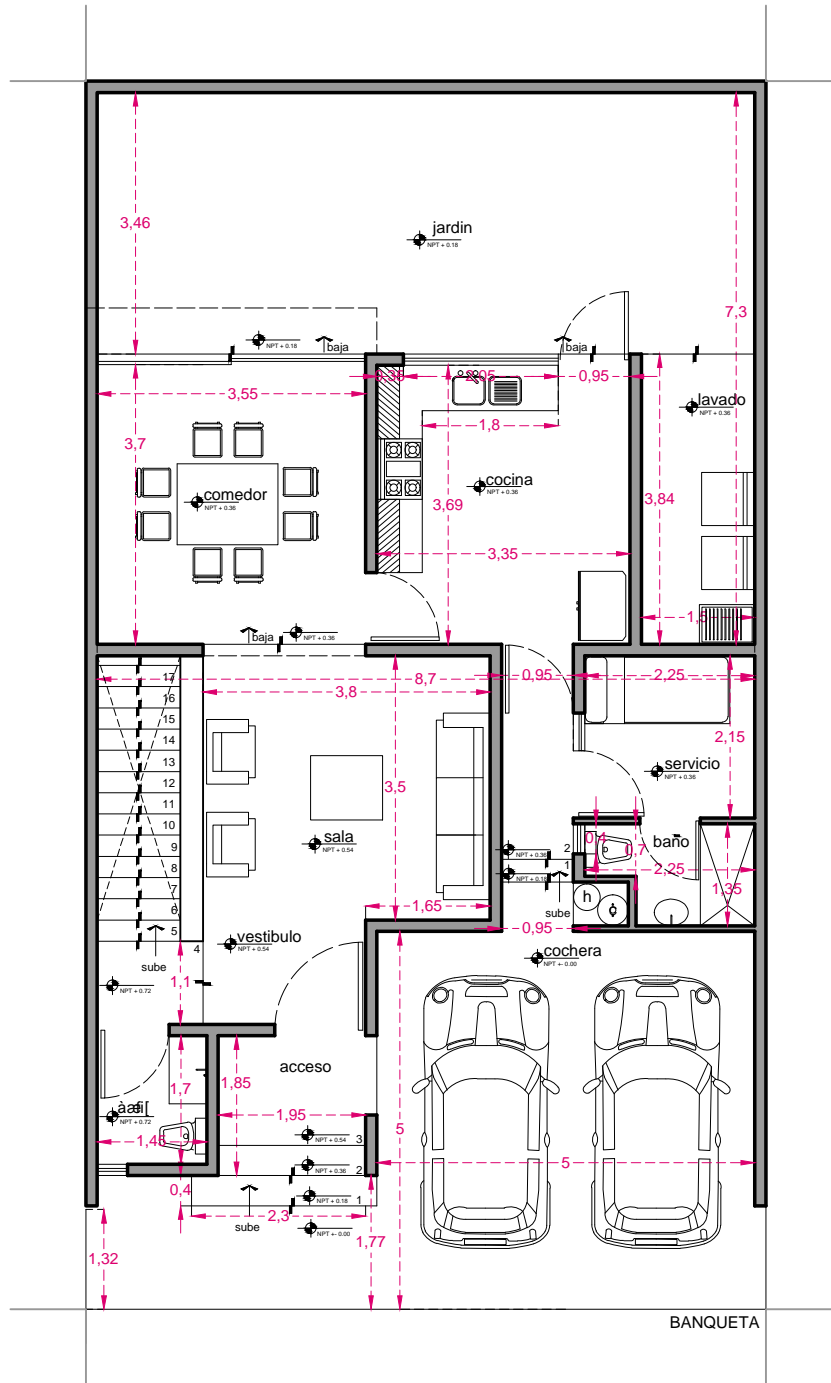 3,46
jardin
NPT + 0.18
7,3
NPT + 0.18
baja
baja
0,36
2,05
0,95
3,55
lavado
NPT + 0.36
1,8
3,7
comedor
NPT + 0.36
cocina
NPT + 0.36
3,69
3,84
3,35
baja
NPT + 0.36
1,5
17
8,7
0,95
2,25
3,8
16
15
2,15
14
servicio
NPT + 0.36
13
3,5
12
11
10
sala
NPT + 0.54
0,4
baño
9
NPT + 0.36
2
0,7
8
NPT + 0.18
1
2,25
7
h
1,35
6
1,65
sube
5
0,95
vestibulo
NPT + 0.54
4
cochera
NPT +- 0.00
sube
1,1
NPT + 0.72
acceso
1,7
1,85
àæfi[
NPT + 0.72
1,95
5
1,45
NPT + 0.54
3
5
NPT + 0.36
2
0,4
NPT + 0.18
1
2,3
sube
NPT +- 0.00
1,77
1,32
BANQUETA